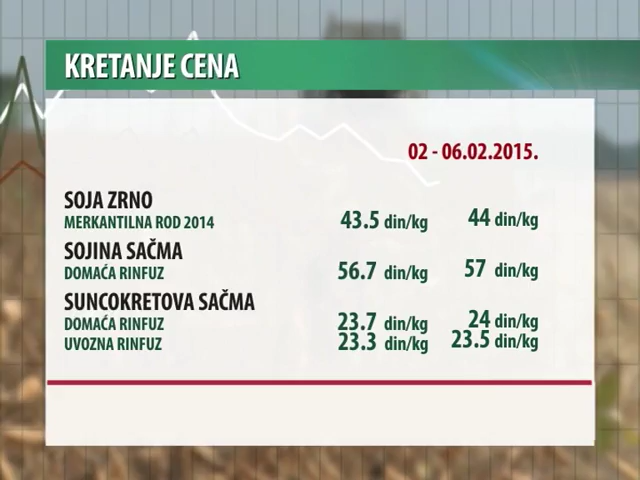 KRETANJE CENA
02 - 06.02.2015.
SOJA ZRNO
MERKANTILNA ROD 2014 43.5 din/kg 44 din/kg
SOJINA SAČMA
DOMAĆA RINFUZ 56.7 din/kg 57 din/kg
SUNCOKRETOVA SAČMA
DOMAĆA RINFUZ 23.7 din/kg 24 din/kg
UVOZNA RINFUZ 23.3 din/kg 23.5 din/kg